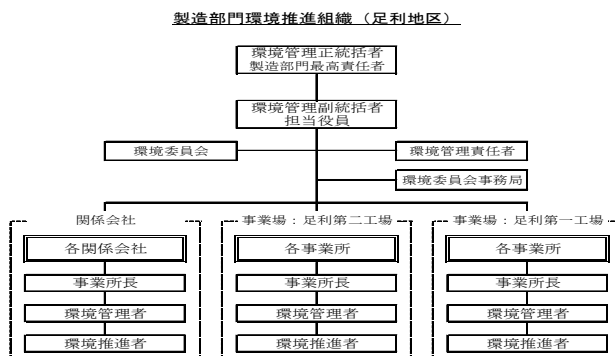 製造部門環境推進組織（足利地区）
環境管理正統括者
製造部門最高責任者
環境管理副統括者
担当役員
環境委員会
環境管理責任者
環境委員会事務局
関係会社
事業場：足利第二工場
事業場：足利第一工場
各関係会社
各事業所
各事業所
事業所長
事業所長
事業所長
環境管理者
環境管理者
環境管理者
環境推進者
環境推進者
環境推進者